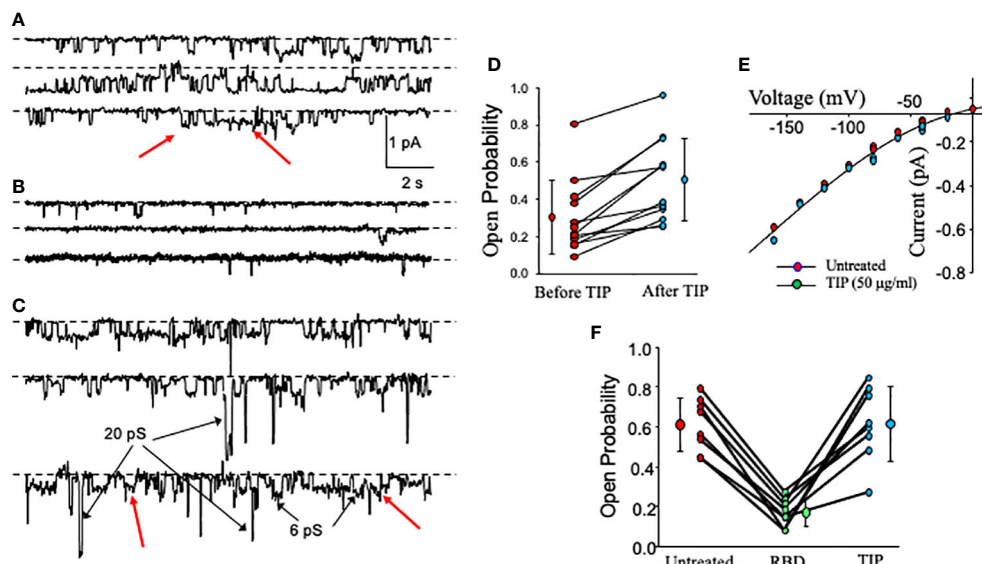 A
1 pA
2 s
B
C
20 pS
6 pS
D
1.0
0.8
0.6
0.4
0.2
0.0
Open Probability
Before TIP
After TIP
E
Voltage (mV)
-150
-100
-50
-0.2
-0.4
-0.6
-0.8
Current (pA)
Untreated
TIP (50 µg/ml)
F
1.0
0.8
0.6
0.4
0.2
0.0
Open Probability
Untreated
RBD
TIP